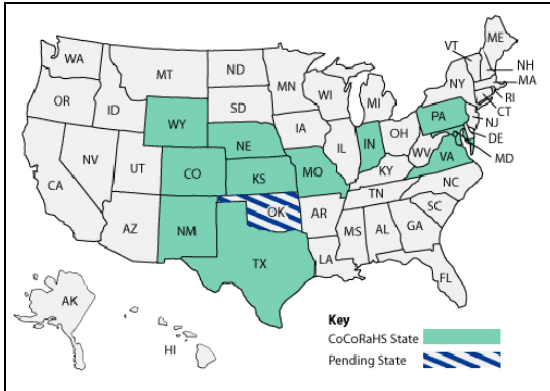 WA
MT
ND
MN
VT
ME
OR
ID
SD
WI
MI
NY
NH
MA
WY
IA
RI
CT
NV
UT
NE
IL
IN
OH
PA
NJ
DE
CA
CO
KS
MO
WV
VA
MD
KY
AZ
NM
OK
AR
TN
NC
SC
TX
MS
AL
GA
LA
FL
AK
HI
Key
CoCoRaHS State
Pending State